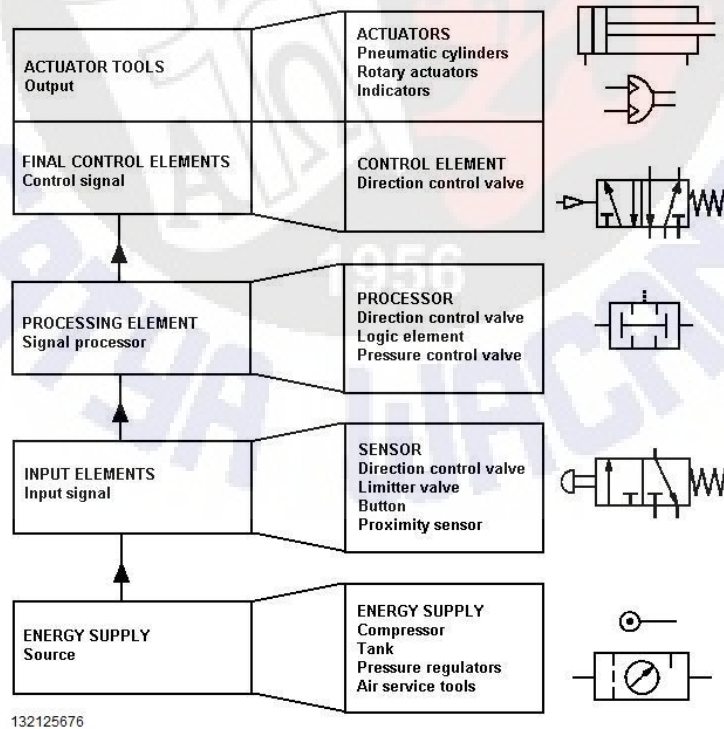 ACTUATOR TOOLS
Output
ACTUATORS
Pneumatic cylinders
Rotary actuators
Indicators
FINAL CONTROL ELEMENTS
Control signal
CONTROL ELEMENT
Direction control valve
1956
PROCESSING ELEMENT
Signal processor
PROCESSOR
Direction control valve
Logic element
Pressure control valve
INPUT ELEMENTS
Input signal
SENSOR
Direction control valve
Limitter valve
Button
Proximity sensor
ENERGY SUPPLY
Source
ENERGY SUPPLY
Compressor
Tank
Pressure regulators
Air service tools
132125676